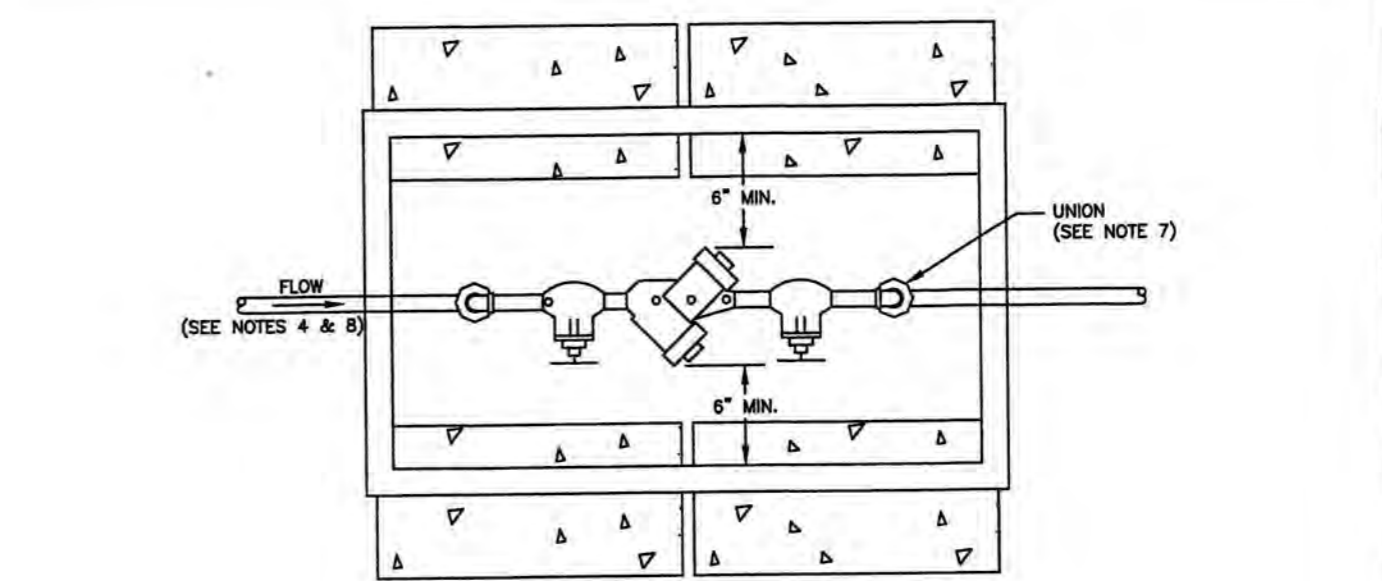 6" MIN.
UNION
(SEE NOTE 7)
FLOW
(SEE NOTES 4 & 8)
6" MIN.